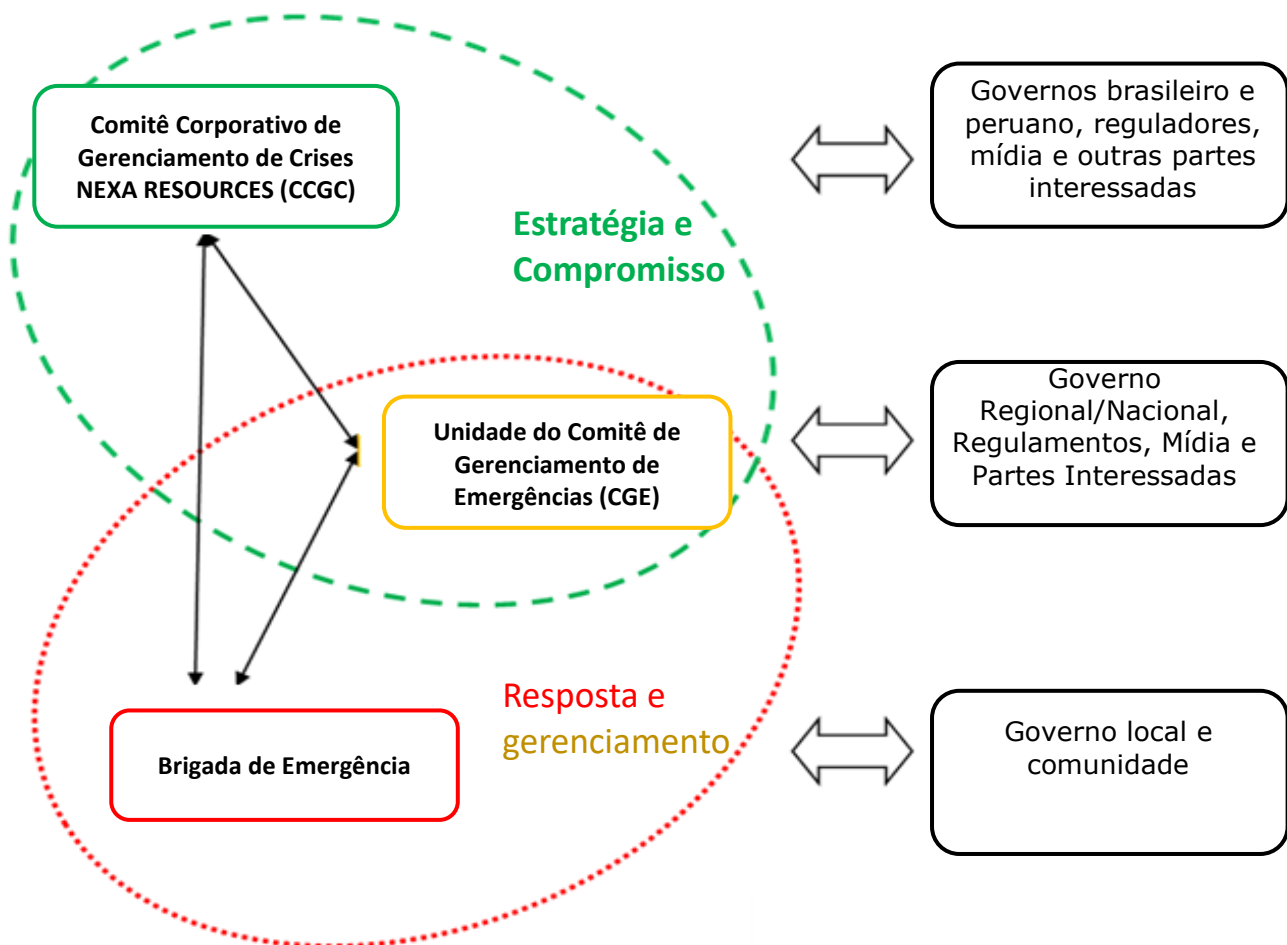 Comitê Corporativo de
Gerenciamento de Crises
NEXA RESOURCES (CCGC)
Governos brasileiro e
peruano, reguladores,
mídia e outras partes
interessadas
Estratégia e
Compromisso
Unidade do Comitê de
Gerenciamento de
Emergências (CGE)
Governo
Regional/Nacional,
Regulamentos, Mídia e
Partes Interessadas
Resposta e
gerenciamento
Brigada de Emergência
Governo local e
comunidade